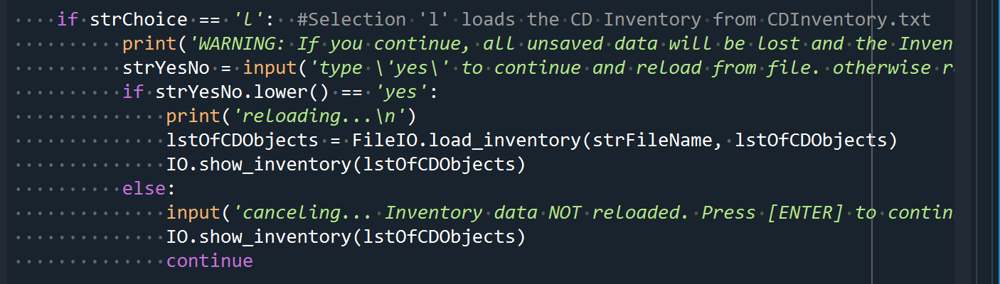 if strChoice == 'l':  #Selection 'l' loads the CD Inventory from CDInventory.txt
print('WARNING: If you continue, all unsaved data will be lost and the
strYesNo = input('type \'yes\' to continue and reload from file. otherwise
if strYesNo.lower() == 'yes':
print('reloading...\n')
lstOfCDObjects = FileIO.load_inventory(strFileName, lstOfCDObjects)
IO.show_inventory(lstOfCDObjects)
else:
input('canceling... Inventory data NOT reloaded. Press [ENTER] to
IO.show_inventory(lstOfCDObjects)
continue